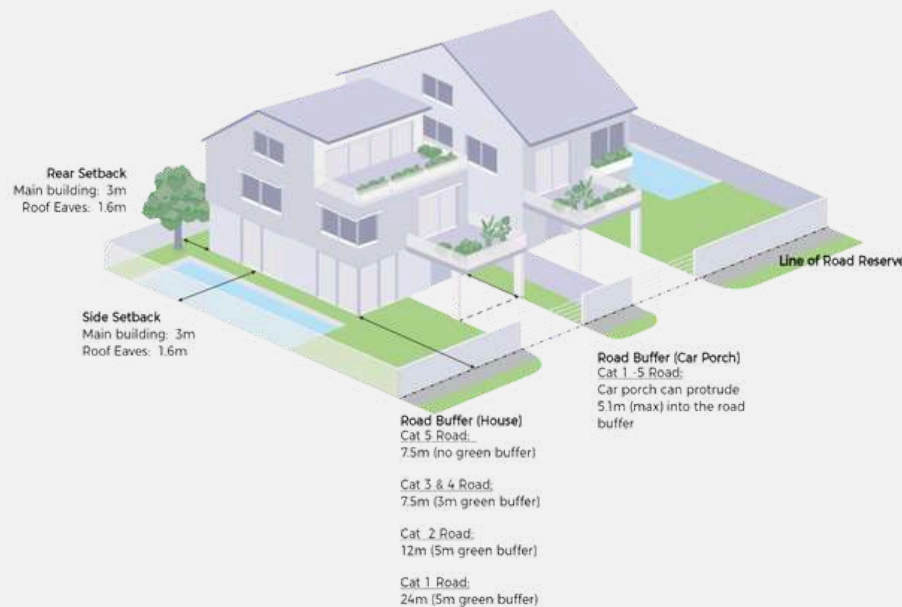 Rear Setback
Main building: 3m
Roof Eaves: 1.6m
Line of Road Reserve
Side Setback
Main building: 3m
Roof Eaves: 1.6m
Road Buffer (Car Porch)
Cat 1 -5 Road:
Car porch can protrude
5.1m (max) into the road
buffer
Road Buffer (House)
Cat 5 Road:
7.5m (no green buffer)
Cat 3 & 4 Road:
7.5m (3m green buffer)
Cat 2 Road:
12m (5m green buffer)
Cat 1 Road:
24m (5m green buffer)